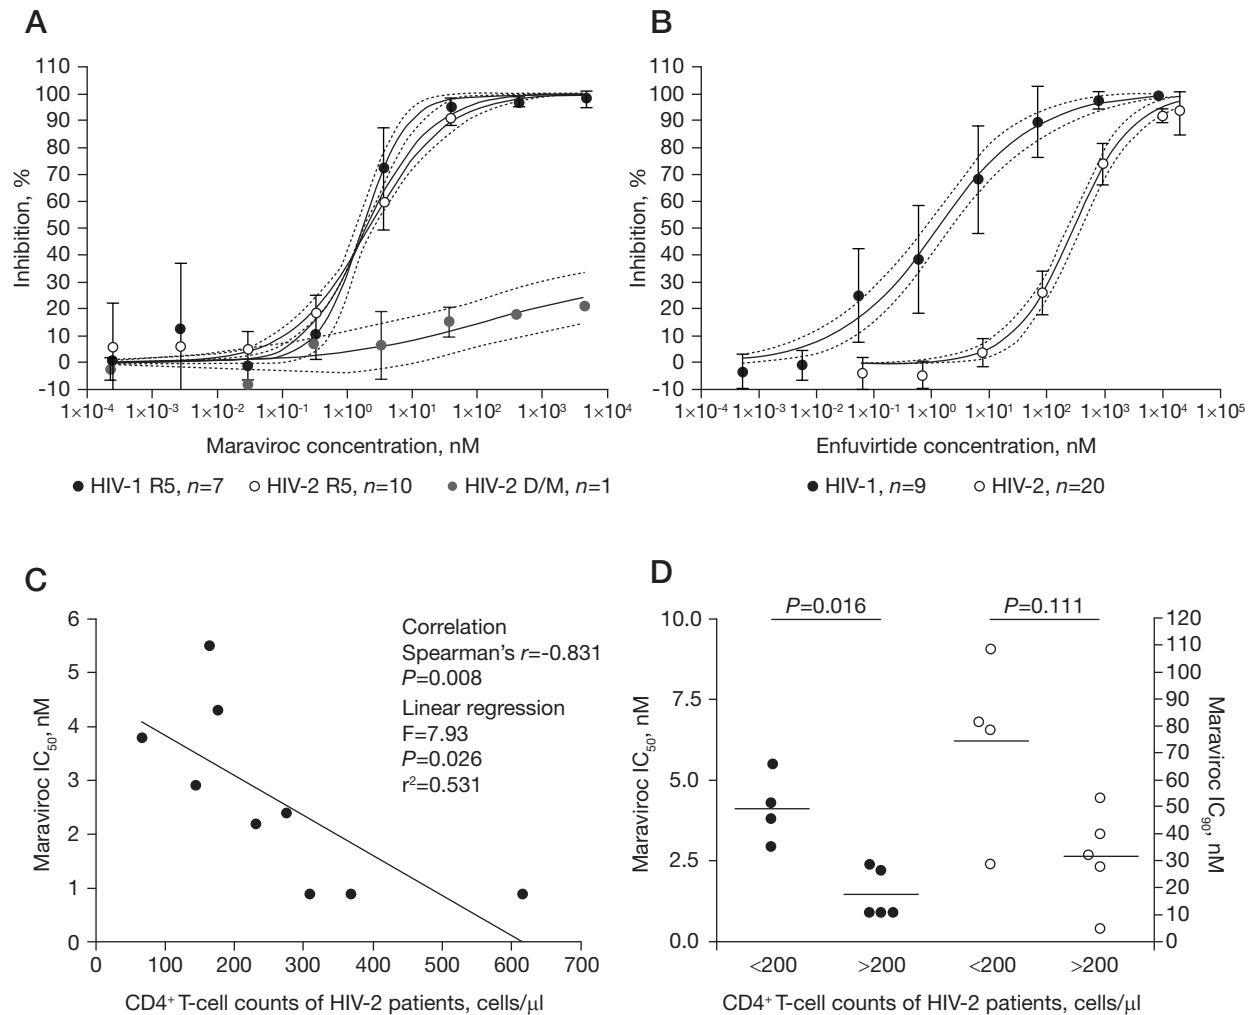 A
110
100
90
80
70
60
50
40
30
20
10
0
-10
Inhibition, %
1×10⁻⁴ 1×10⁻³ 1×10⁻² 1×10⁻¹ 1×10⁰ 1×10¹ 1×10² 1×10³ 1×10⁴
Maraviroc concentration, nM
HIV-1 R5, n=7 HIV-2 R5, n=10 HIV-2 D/M, n=1
B
110
100
90
80
70
60
50
40
30
20
10
0
-10
Inhibition, %
1×10⁻⁴ 1×10⁻³ 1×10⁻² 1×10⁻¹ 1×10⁰ 1×10¹ 1×10² 1×10³ 1×10⁴ 1×10⁵
Enfuvirtide concentration, nM
HIV-1, n=9 HIV-2, n=20
C
6
5
4
3
2
1
0
Maraviroc IC₅₀, nM
Correlation
Spearman's r=-0.831
P=0.008
Linear regression
F=7.93
P=0.026
r²=0.531
0 100 200 300 400 500 600 700
CD4⁺ T-cell counts of HIV-2 patients, cells/µl
D
P=0.016 P=0.111
10.0
7.5
5.0
2.5
0.0
Maraviroc IC₅₀, nM
120
110
100
90
80
70
60
50
40
30
20
10
0
Maraviroc IC₉₀, nM
<200 >200 <200 >200
CD4⁺ T-cell counts of HIV-2 patients, cells/µl